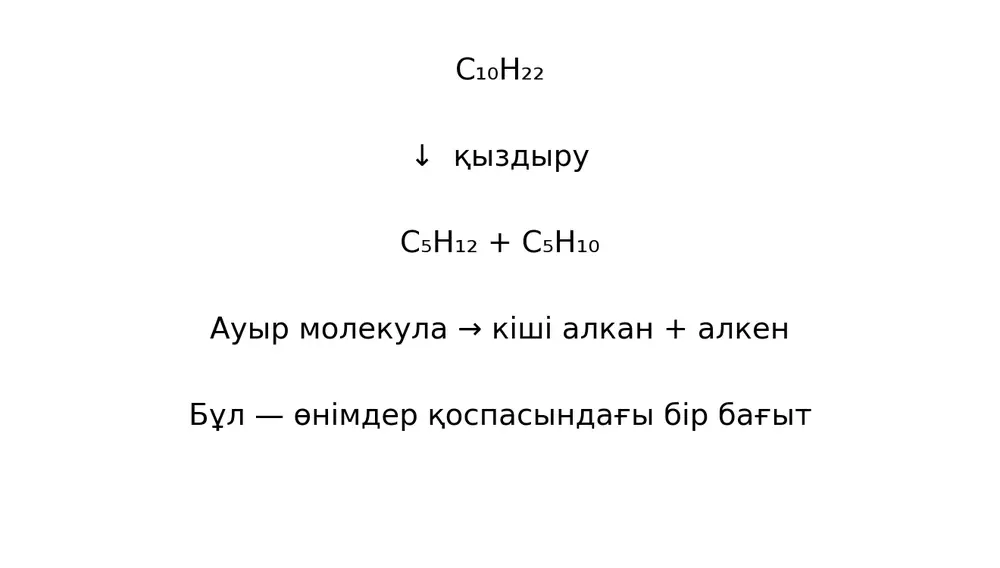 C₁₀H₂₂
↓ қыздыру
C₅H₁₂ + C₅H₁₀
Ауыр молекула → кіші алкан + алкен
Бұл — өнімдер қоспасындағы бір бағыт